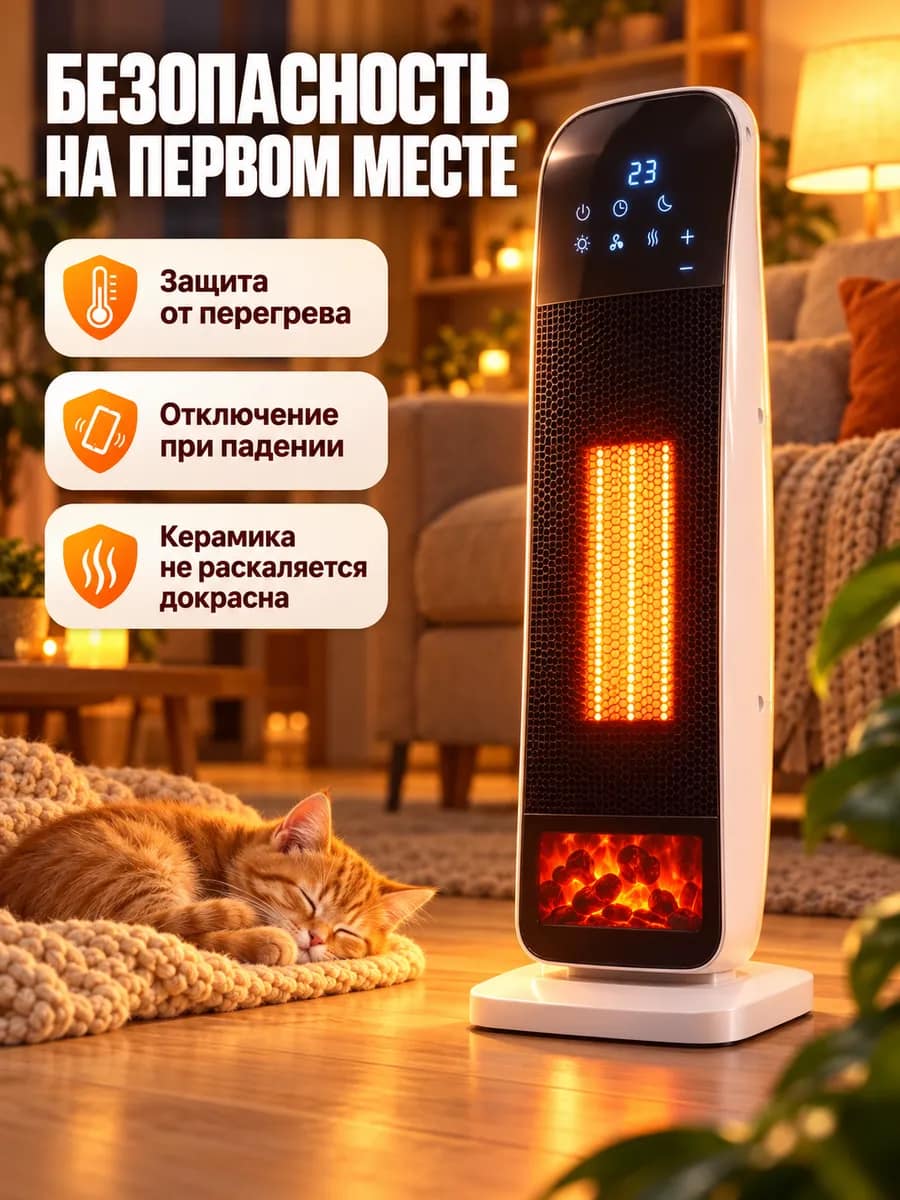 БЕЗОПАСНОСТЬ
НА ПЕРВОМ МЕСТЕ
Защита
от перегрева
Отключение
при падении
Керамика
не раскаляется
докрасна
23